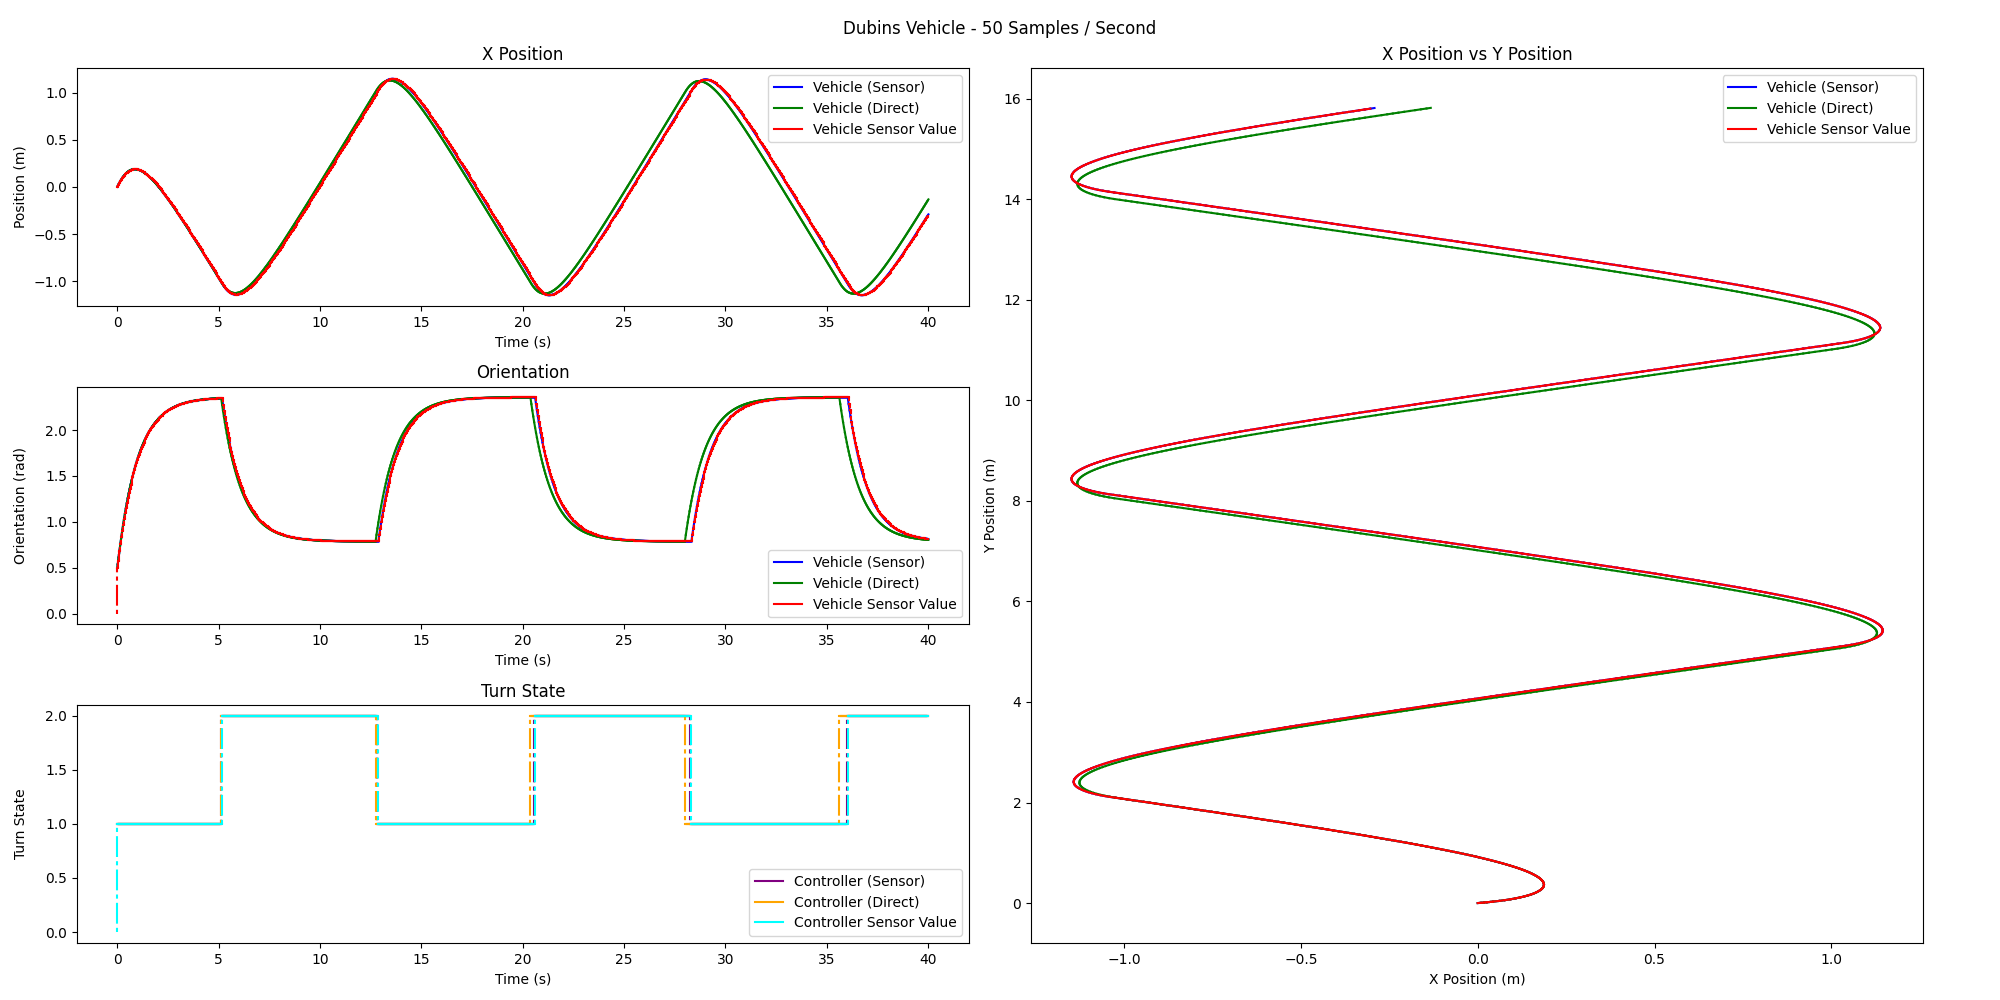 Dubins Vehicle - 50 Samples / Second
X Position
Position (m)
1.0
0.5
0.0
−0.5
−1.0
0 5 10 15 20 25 30 35 40
Time (s)
Vehicle (Sensor)
Vehicle (Direct)
Vehicle Sensor Value
Orientation
Orientation (rad)
2.0
1.5
1.0
0.5
0.0
0 5 10 15 20 25 30 35 40
Time (s)
Vehicle (Sensor)
Vehicle (Direct)
Vehicle Sensor Value
Turn State
Turn State
2.0
1.5
1.0
0.5
0.0
0 5 10 15 20 25 30 35 40
Time (s)
Controller (Sensor)
Controller (Direct)
Controller Sensor Value
X Position vs Y Position
Y Position (m)
16
14
12
10
8
6
4
2
0
−1.0 −0.5 0.0 0.5 1.0
X Position (m)
Vehicle (Sensor)
Vehicle (Direct)
Vehicle Sensor Value